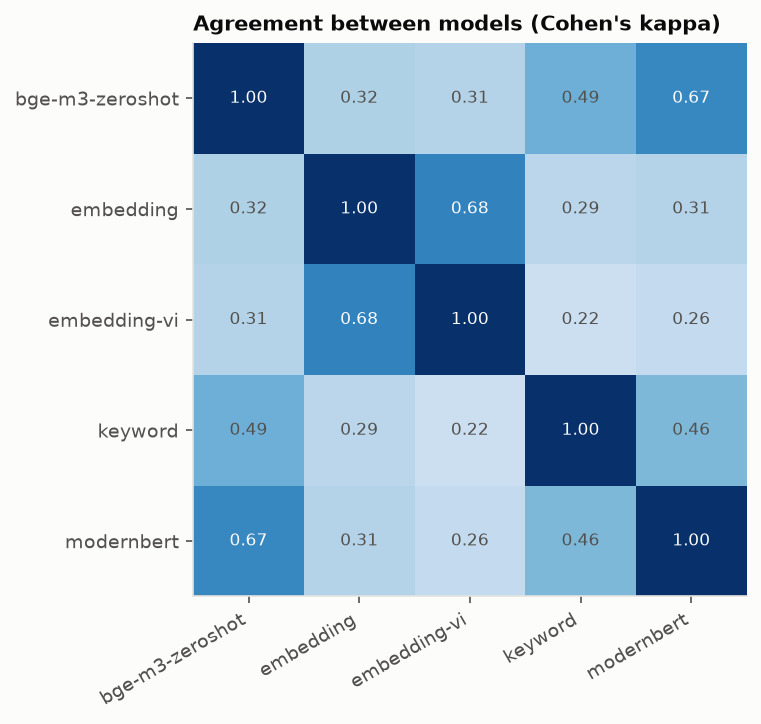 Agreement between models (Cohen's kappa)
bge-m3-zeroshot 1.00 0.32 0.31 0.49 0.67
embedding 0.32 1.00 0.68 0.29 0.31
embedding-vi 0.31 0.68 1.00 0.22 0.26
keyword 0.49 0.29 0.22 1.00 0.46
modernbert 0.67 0.31 0.26 0.46 1.00
bge-m3-zeroshot embedding embedding-vi keyword modernbert